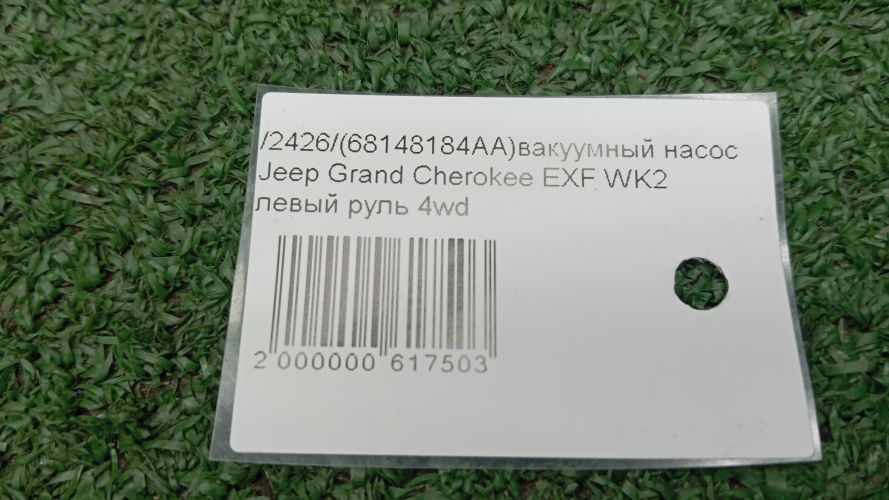 /2426/(68148184AA)вакуумный насос
Jeep Grand Cherokee EXF WK2
левый руль 4wd
2 000000 617503